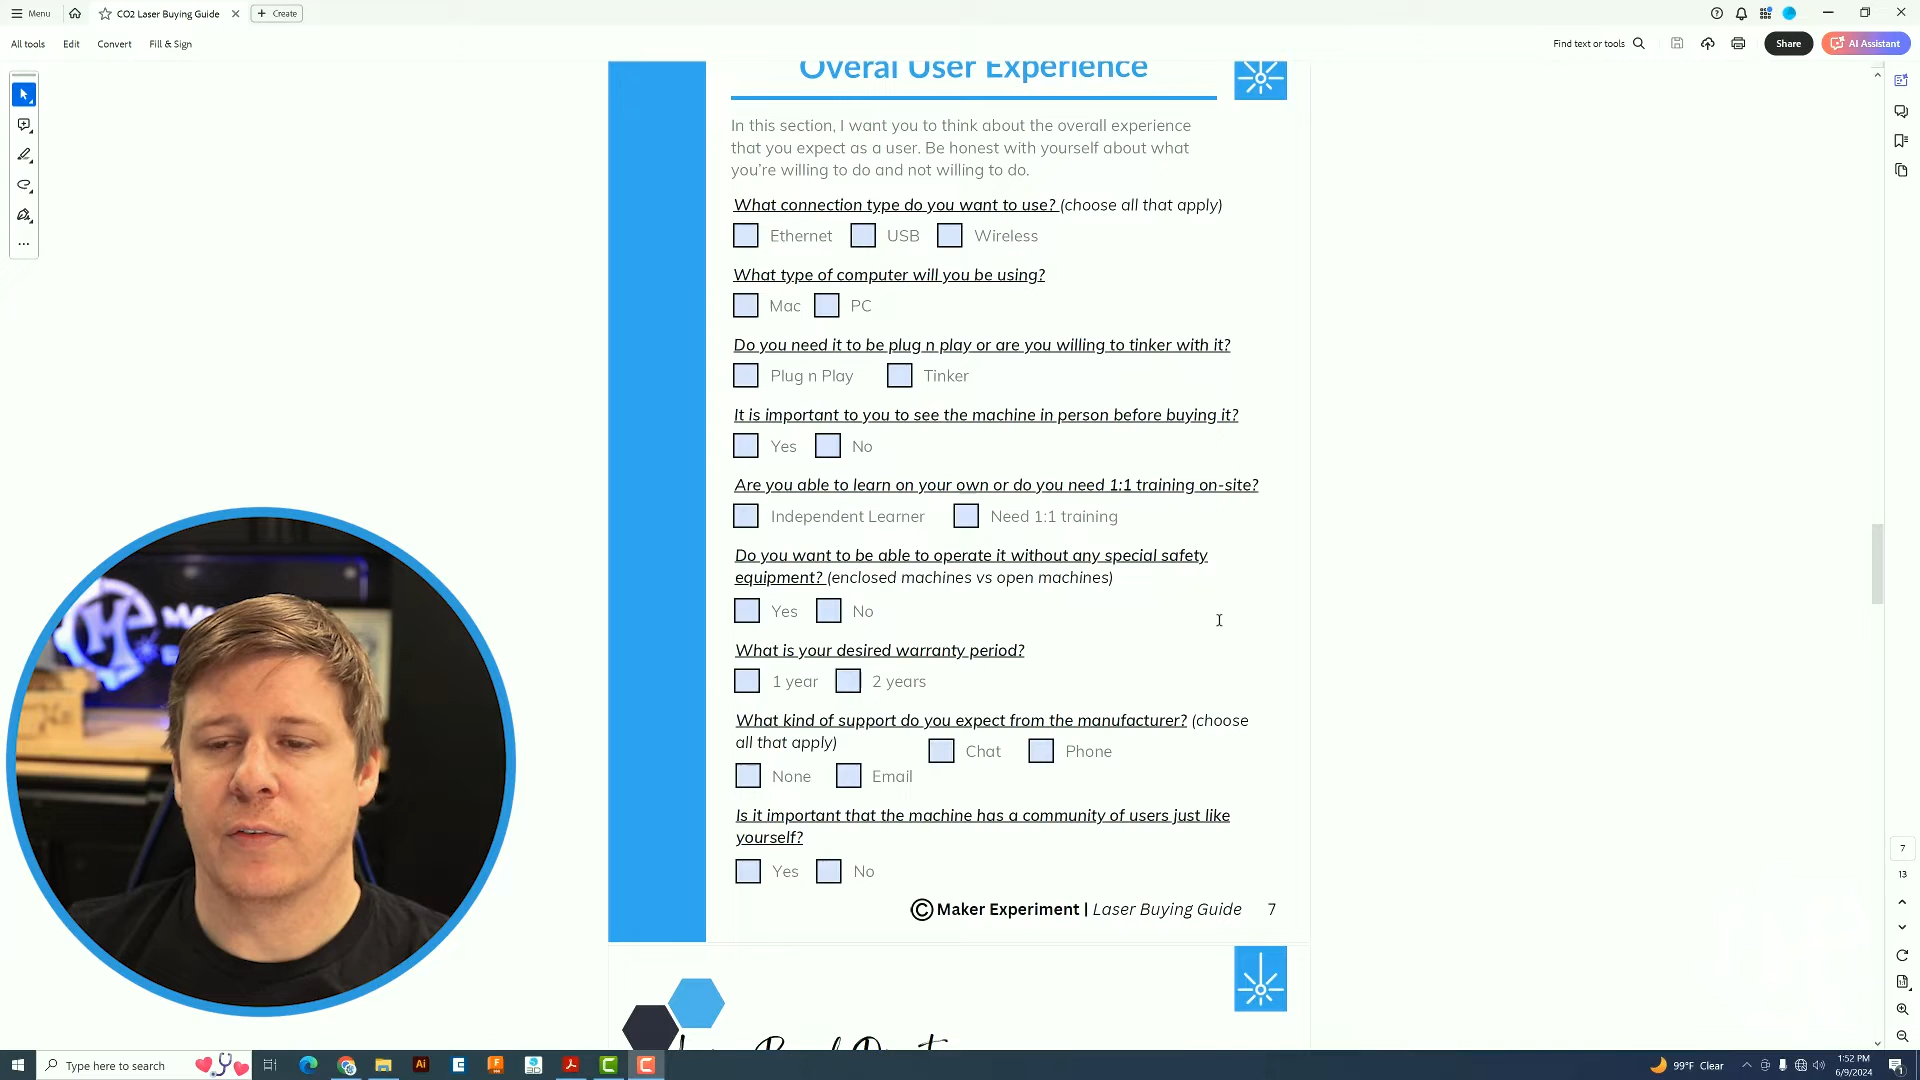 Menu
CO2 Laser Buying Guide
Create
All tools
Edit
Convert
Fill & Sign
Find text or tools
Share
AI Assistant
Overal User Experience
In this section, I want you to think about the overall experience
that you expect as a user. Be honest with yourself about what
you're willing to do and not willing to do.
What connection type do you want to use? (choose all that apply)
Ethernet USB Wireless
What type of computer will you be using?
Mac PC
Do you need it to be plug n play or are you willing to tinker with it?
Plug n Play Tinker
It is important to you to see the machine in person before buying it?
Yes No
Are you able to learn on your own or do you need 1:1 training on-site?
Independent Learner Need 1:1 training
Do you want to be able to operate it without any special safety
equipment? (enclosed machines vs open machines)
Yes No
What is your desired warranty period?
1 year 2 years
What kind of support do you expect from the manufacturer? (choose
all that apply)
Chat Phone
None Email
Is it important that the machine has a community of users just like
yourself?
Yes No
© Maker Experiment | Laser Buying Guide 7
7
13
Type here to search
Ai
99°F Clear
1:52 PM
6/9/2024